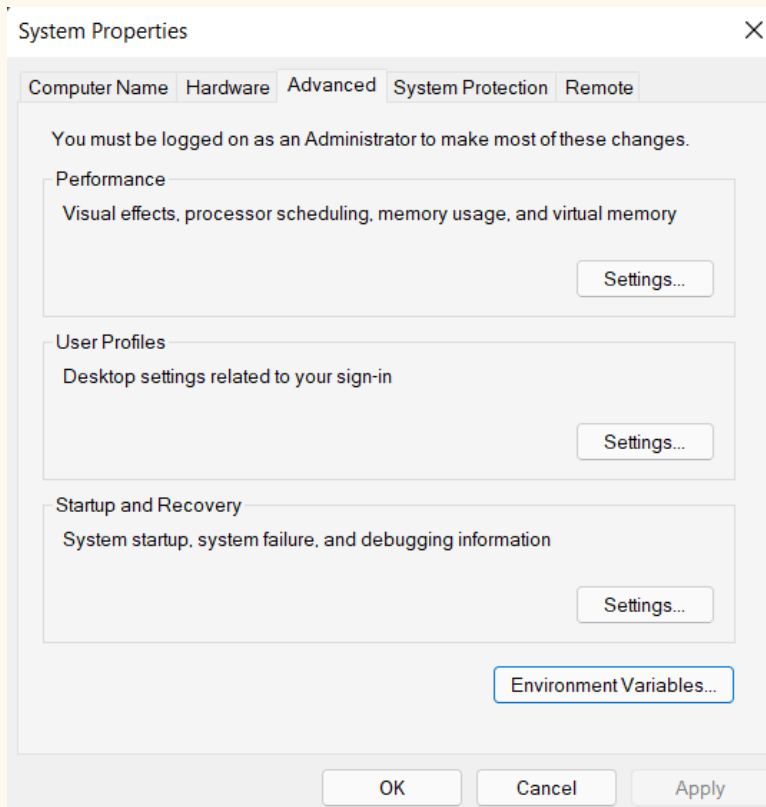 System Properties
Computer Name Hardware Advanced System Protection Remote
You must be logged on as an Administrator to make most of these changes.
Performance
Visual effects, processor scheduling, memory usage, and virtual memory
Settings...
User Profiles
Desktop settings related to your sign-in
Settings...
Startup and Recovery
System startup, system failure, and debugging information
Settings...
Environment Variables...
OK Cancel Apply